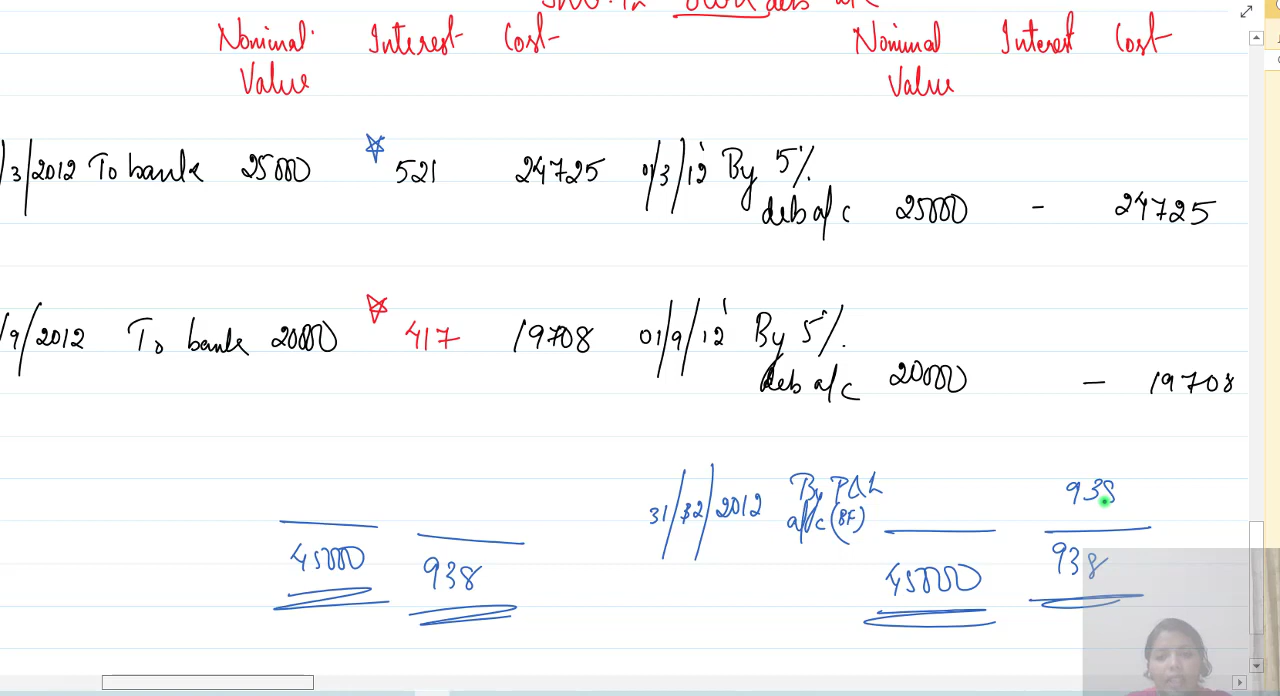 debs a/c
Nominal Interest Cost Nominal Interest Cost
Value Value
/3/2012 To bank 25000 521 24725 01/3/12 By 5%
deb a/c 25000 - 24725
/9/2012 To bank 20000 417 19708 01/9/12 By 5%.
deb a/c 20000 - 19708
31/12/2012 By P&L 938
a/c (BF)
45000 938 45000 938